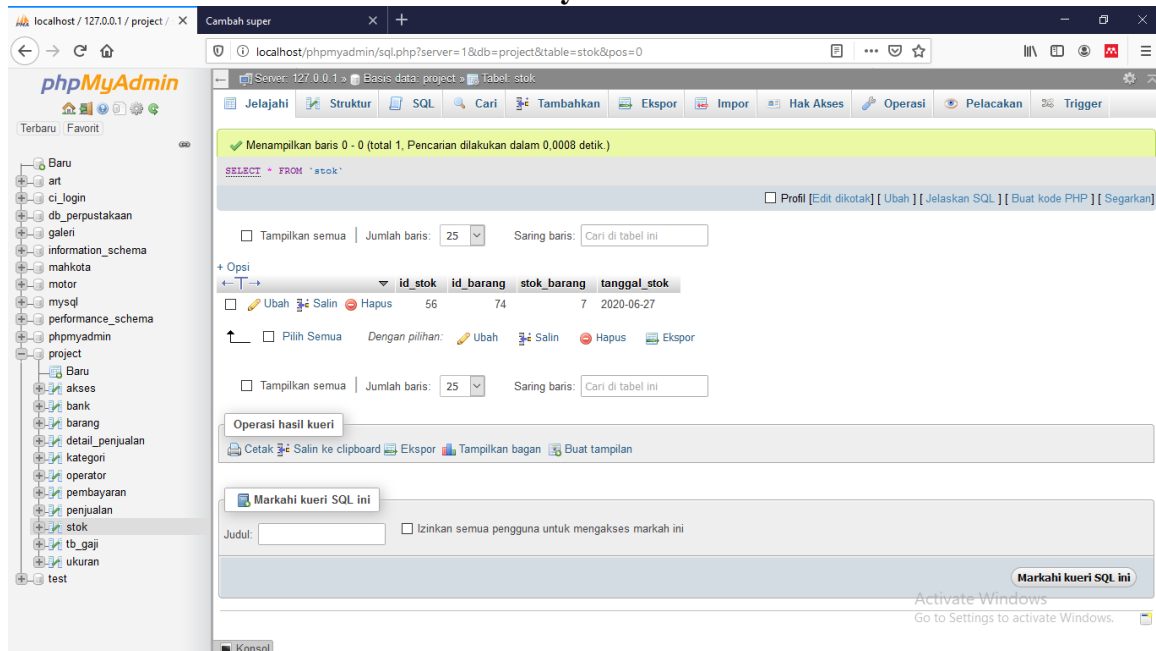 y
localhost / 127.0.0.1 / project /
Cambah super
localhost/phpmyadmin/sql.php?server=1&db=project&table=stok&pos=0
phpMyAdmin
Terbaru Favorit
Baru
art
ci_login
db_perpustakaan
galeri
information_schema
mahkota
motor
mysql
performance_schema
phpmyadmin
project
Baru
akses
bank
barang
detail_penjualan
kategori
operator
pembayaran
penjualan
stok
tb_gaji
ukuran
test
Server: 127.0.0.1 » Basis data: project » Tabel: stok
Jelajahi Struktur SQL Cari Tambahkan Ekspor Impor Hak Akses Operasi Pelacakan Trigger
Menampilkan baris 0 - 0 (total 1, Pencarian dilakukan dalam 0,0008 detik.)
SELECT * FROM `stok`
Profil [Edit dikotak] [ Ubah ] [ Jelaskan SQL ] [ Buat kode PHP ] [ Segarkan]
Tampilkan semua | Jumlah baris: 25 Saring baris: Cari di tabel ini
+ Opsi
←T→ id_stok id_barang stok_barang tanggal_stok
Ubah Salin Hapus 56 74 7 2020-06-27
Pilih Semua Dengan pilihan: Ubah Salin Hapus Ekspor
Tampilkan semua | Jumlah baris: 25 Saring baris: Cari di tabel ini
Operasi hasil kueri
Cetak Salin ke clipboard Ekspor Tampilkan bagan Buat tampilan
Markahi kueri SQL ini
Judul: Izinkan semua pengguna untuk mengakses markah ini
Markahi kueri SQL ini
Activate Windows
Go to Settings to activate Windows.
Konsol